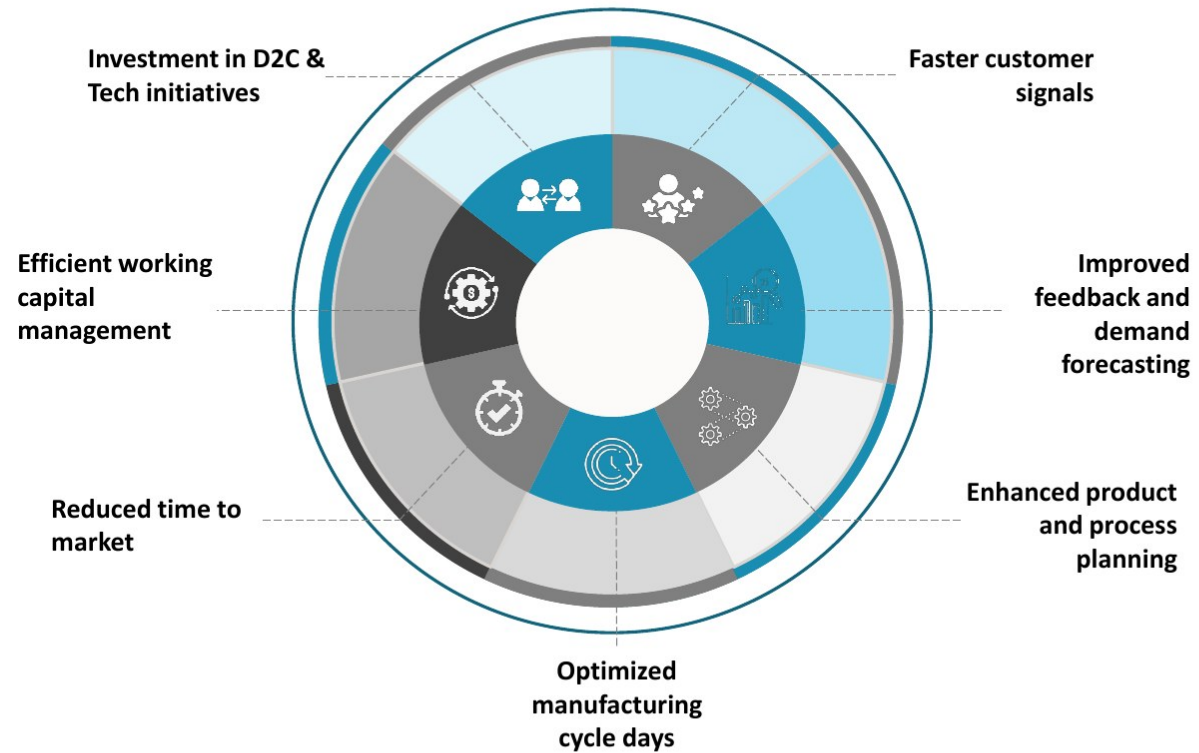 Investment in D2C &
Tech initiatives
Faster customer
signals
Efficient working
capital
management
Improved
feedback and
demand
forecasting
Reduced time to
market
Enhanced product
and process
planning
Optimized
manufacturing
cycle days